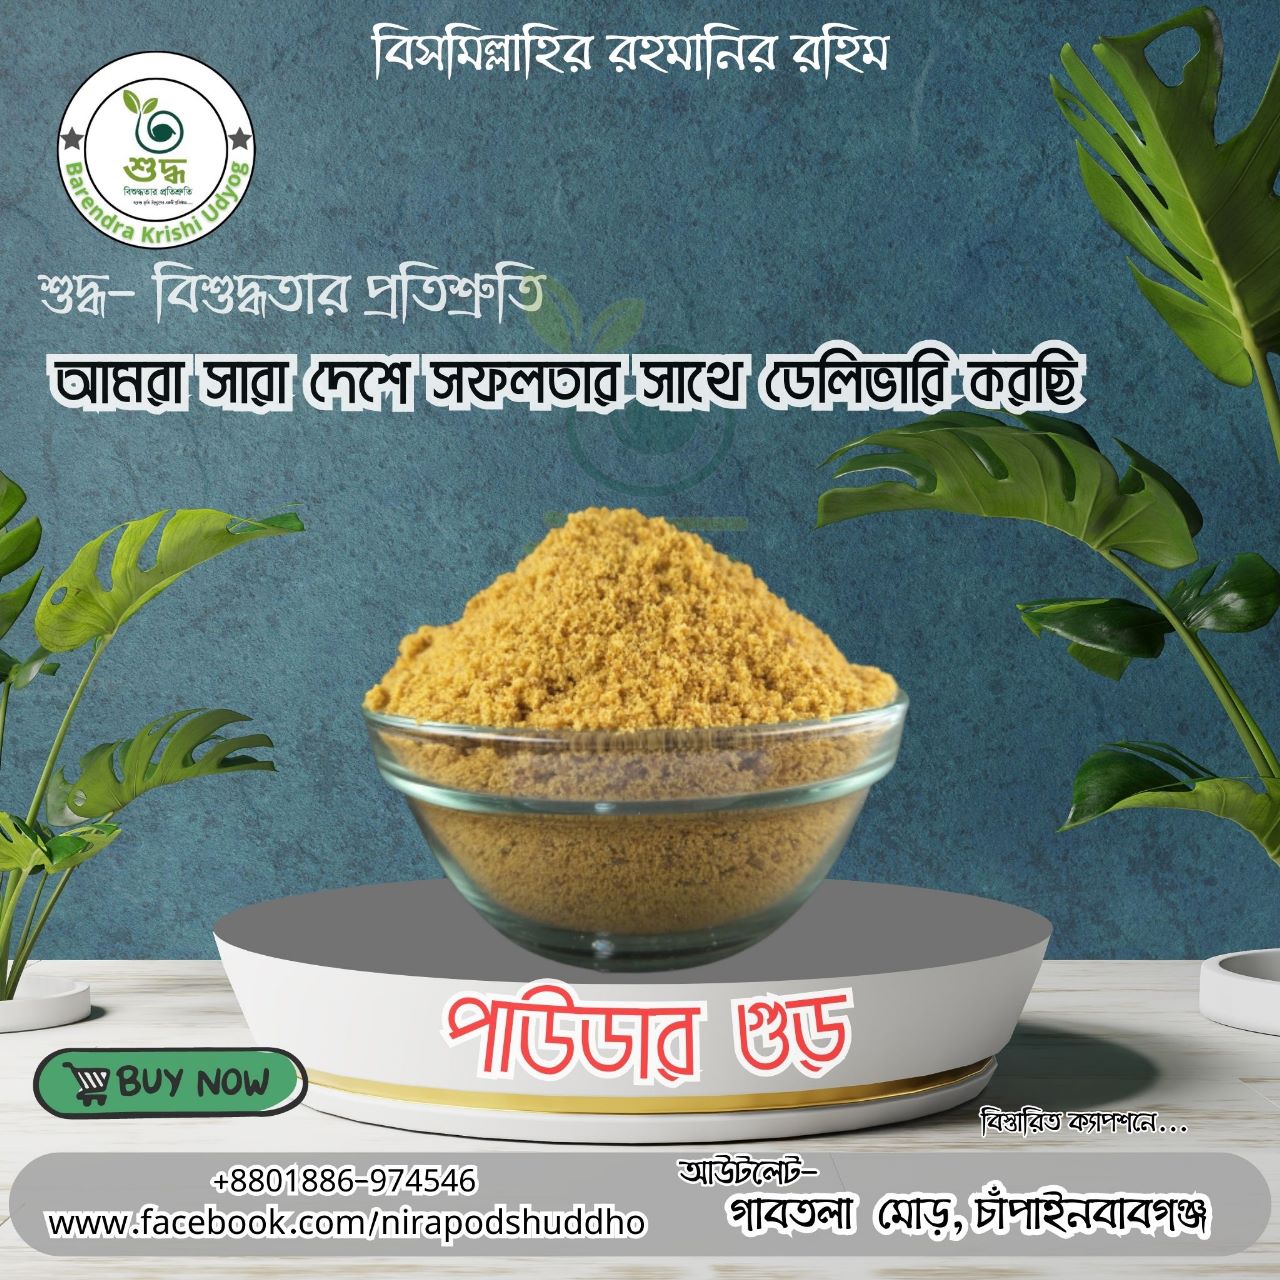 বিসমিল্লাহির রহমানির রহিম
শুদ্ধ
বিশুদ্ধতার প্রতিশ্রুতি
Barendra Krishi Udyog
শুদ্ধ- বিশুদ্ধতার প্রতিশ্রুতি
আমরা সারা দেশে সফলতার সাথে ডেলিভারি করছি
পাউডার গুড়
BUY NOW
বিস্তারিত ক্যাপশনে...
+8801886-974546
www.facebook.com/nirapodshuddho
আউটলেট-
গাবতলা মোড়, চাঁপাইনবাবগঞ্জ